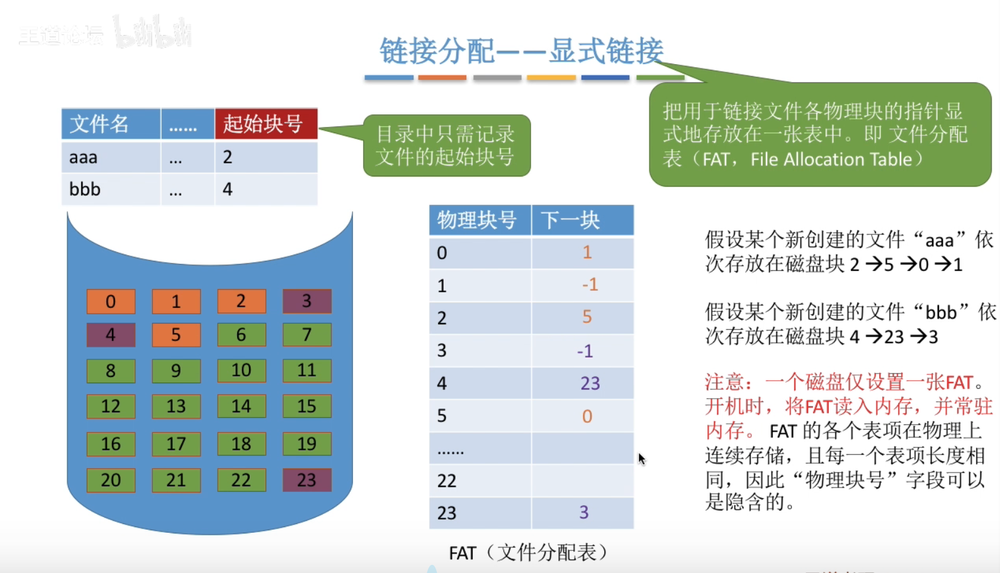 王道论坛 bilibili
链接分配——显式链接
文件名 …… 起始块号
aaa ... 2
bbb ... 4
目录中只需记录
文件的起始块号
把用于链接文件各物理块的指针显
式地存放在一张表中。即 文件分配
表（FAT，File Allocation Table）
0 1 2 3
4 5 6 7
8 9 10 11
12 13 14 15
16 17 18 19
20 21 22 23
物理块号 下一块
0 1
1 -1
2 5
3 -1
4 23
5 0
……
22
23 3
FAT（文件分配表）
假设某个新创建的文件“aaa”依
次存放在磁盘块 2 →5 →0 →1
假设某个新创建的文件“bbb”依
次存放在磁盘块 4 →23 →3
注意：一个磁盘仅设置一张FAT。
开机时，将FAT读入内存，并常驻
内存。 FAT 的各个表项在物理上
连续存储，且每一个表项长度相
同，因此“物理块号”字段可以
是隐含的。